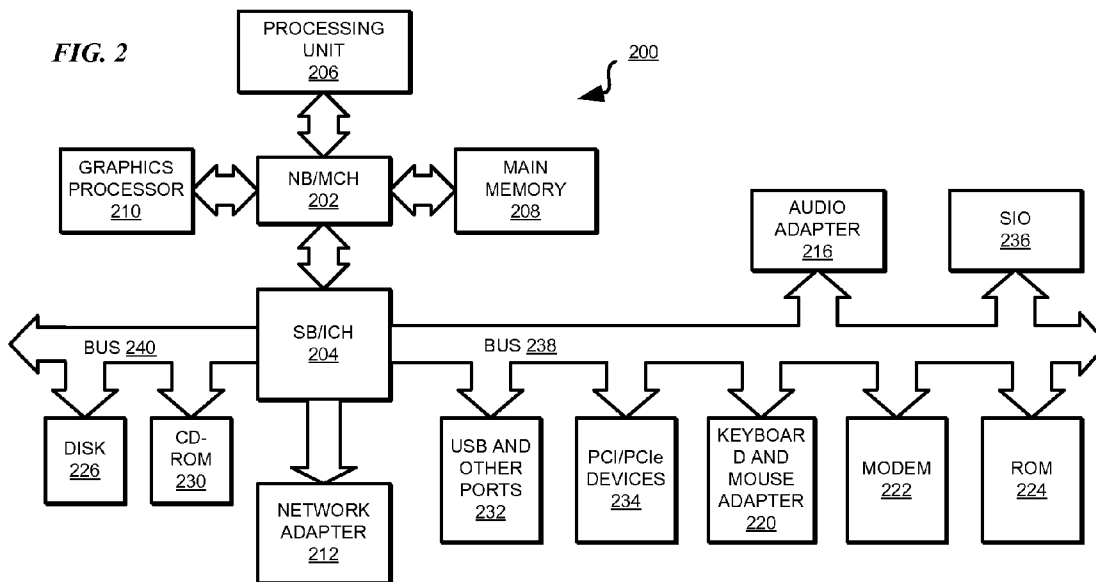 FIG. 2
PROCESSING
UNIT
206
200
GRAPHICS
PROCESSOR
210
NB/MCH
202
MAIN
MEMORY
208
AUDIO
ADAPTER
216
SIO
236
SB/ICH
204
BUS 240
BUS 238
DISK
226
CD-
ROM
230
NETWORK
ADAPTER
212
USB AND
OTHER
PORTS
232
PCI/PCIe
DEVICES
234
KEYBOAR
D AND
MOUSE
ADAPTER
220
MODEM
222
ROM
224